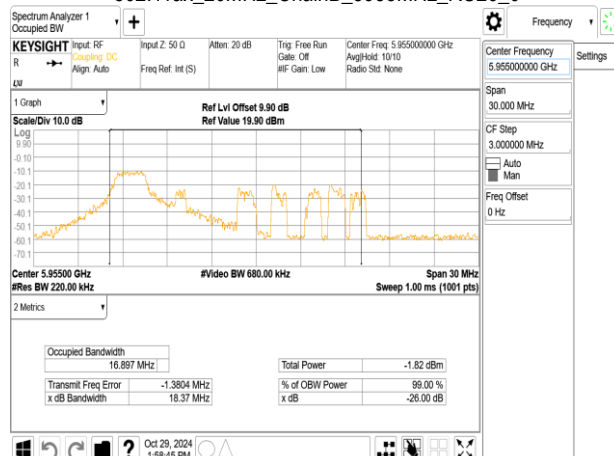 Spectrum Analyzer 1
Occupied BW
KEYSIGHT
R
LXI
Input: RF
Coupling: DC
Align: Auto
Input Z: 50 Ω
Freq Ref: Int (S)
Atten: 20 dB
Trig: Free Run
Gate: Off
#IF Gain: Low
Center Freq: 5.955000000 GHz
Avg|Hold: 10/10
Radio Std: None
1 Graph
Scale/Div 10.0 dB
Ref Lvl Offset 9.90 dB
Ref Value 19.90 dBm
Log
9.90
-0.10
-10.1
-20.1
-30.1
-40.1
-50.1
-60.1
-70.1
Center 5.95500 GHz
#Video BW 680.00 kHz
Span 30 MHz
#Res BW 220.00 kHz
Sweep 1.00 ms (1001 pts)
2 Metrics
Occupied Bandwidth
16.897 MHz
Total Power -1.82 dBm
Transmit Freq Error -1.3804 MHz
% of OBW Power 99.00 %
x dB Bandwidth 18.37 MHz
x dB -26.00 dB
?
Oct 29, 2024
1:58:45 PM
Frequency
Settings
Center Frequency
5.955000000 GHz
Span
30.000 MHz
CF Step
3.000000 MHz
Auto
Man
Freq Offset
0 Hz